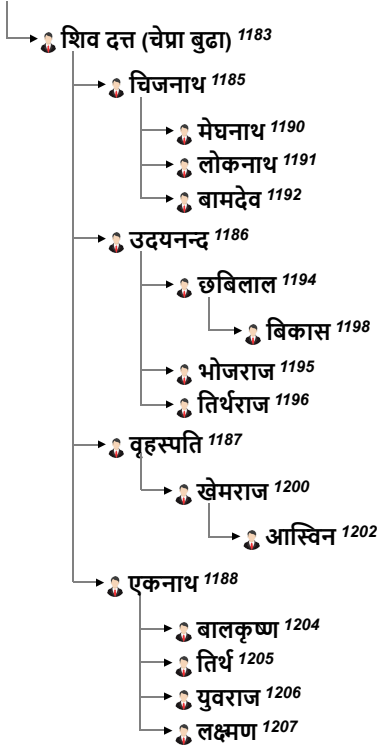 शिव दत्त (चेप्रा बुढा) 1183
चिजनाथ 1185
मेघनाथ 1190
लोकनाथ 1191
बामदेव 1192
उदयनन्द 1186
छबिलाल 1194
बिकास 1198
भोजराज 1195
तिर्थराज 1196
वृहस्पति 1187
खेमराज 1200
आस्विन 1202
एकनाथ 1188
बालकृष्ण 1204
तिर्थ 1205
युवराज 1206
लक्ष्मण 1207